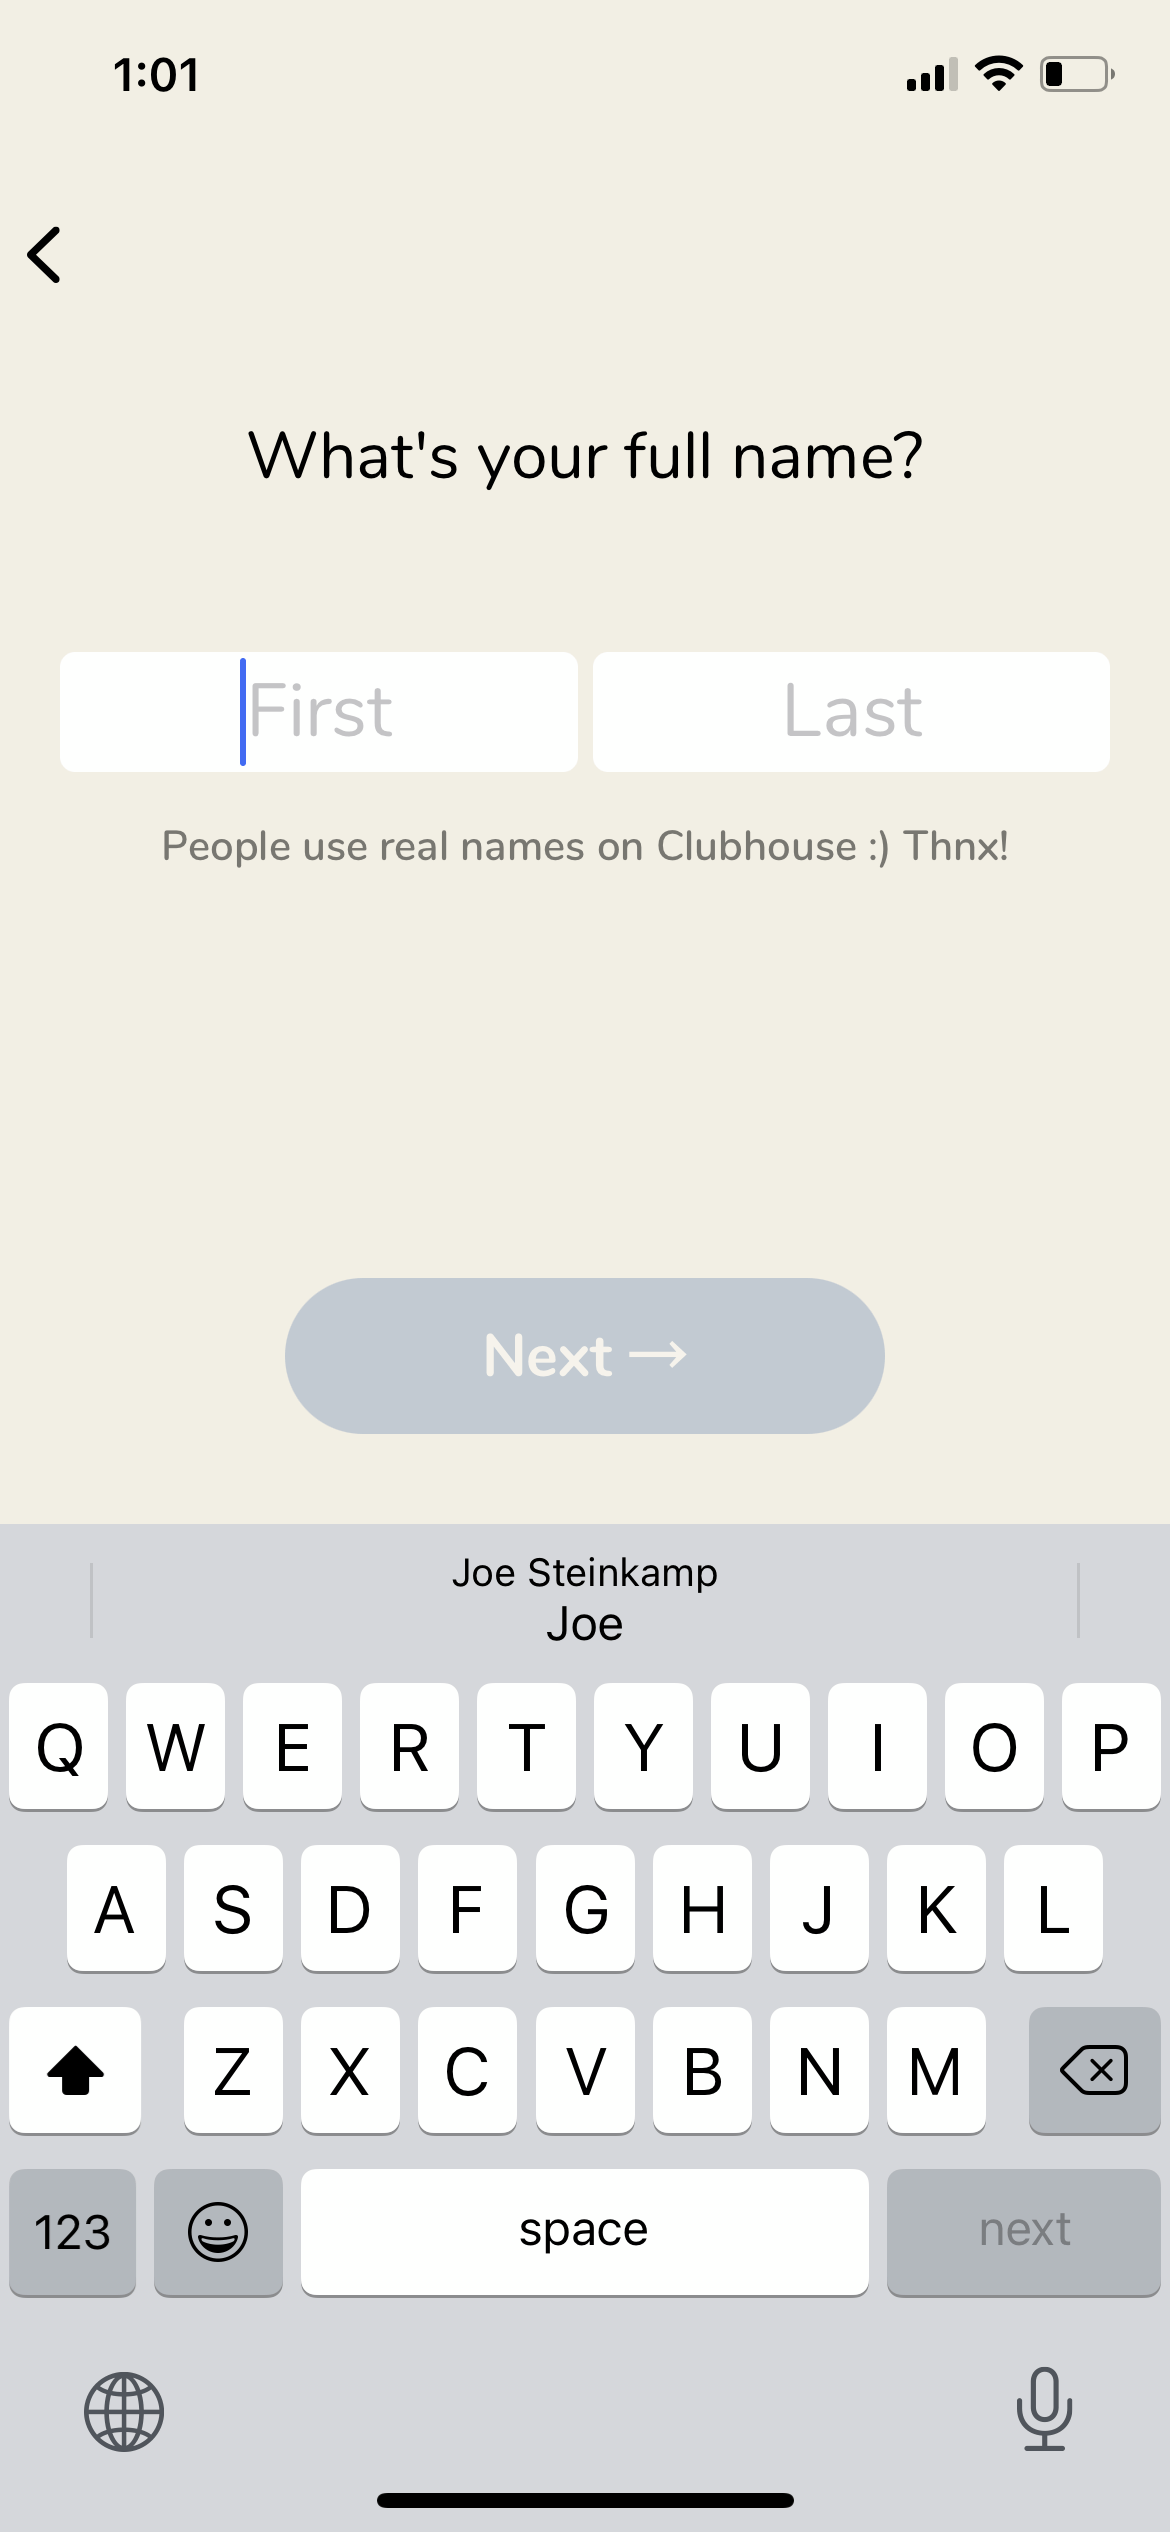 1:01
What's your full name?
First Last
People use real names on Clubhouse :) Thnx!
Next →
Joe Steinkamp
Joe
Q W E R T Y U I O P
A S D F G H J K L
Z X C V B N M
123 space next